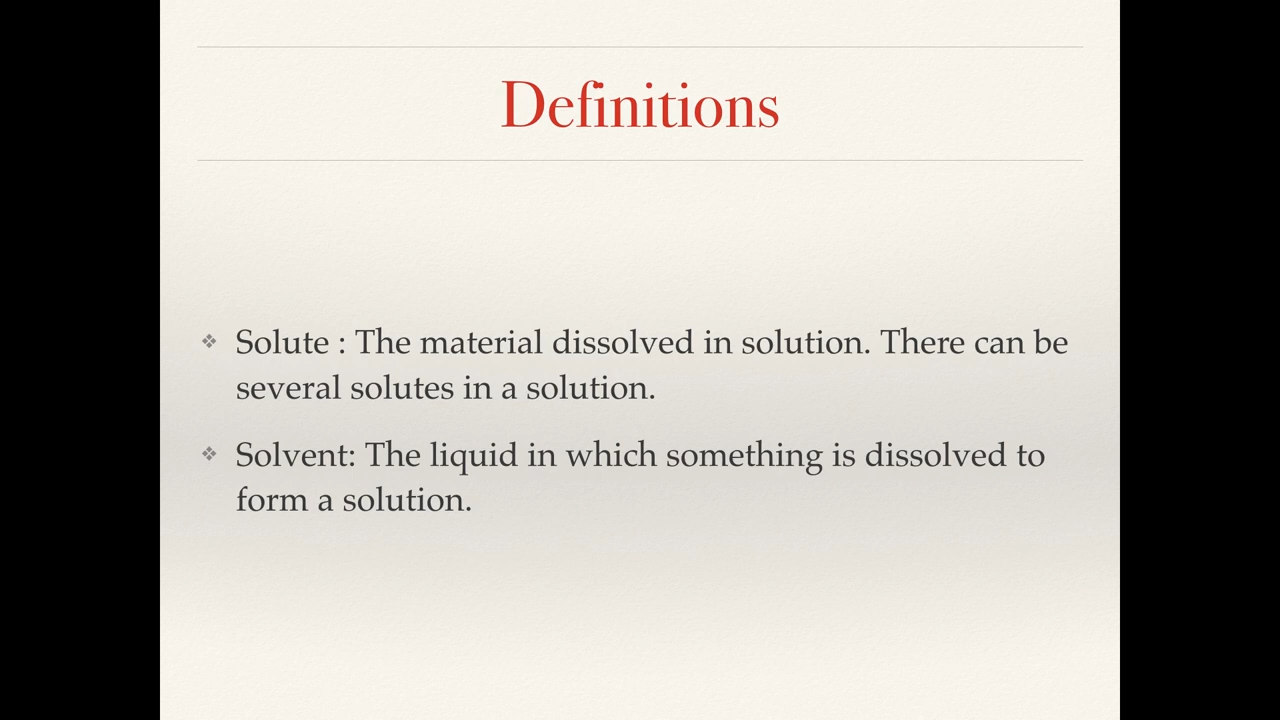 Definitions
Solute : The material dissolved in solution. There can be
several solutes in a solution.
Solvent: The liquid in which something is dissolved to
form a solution.